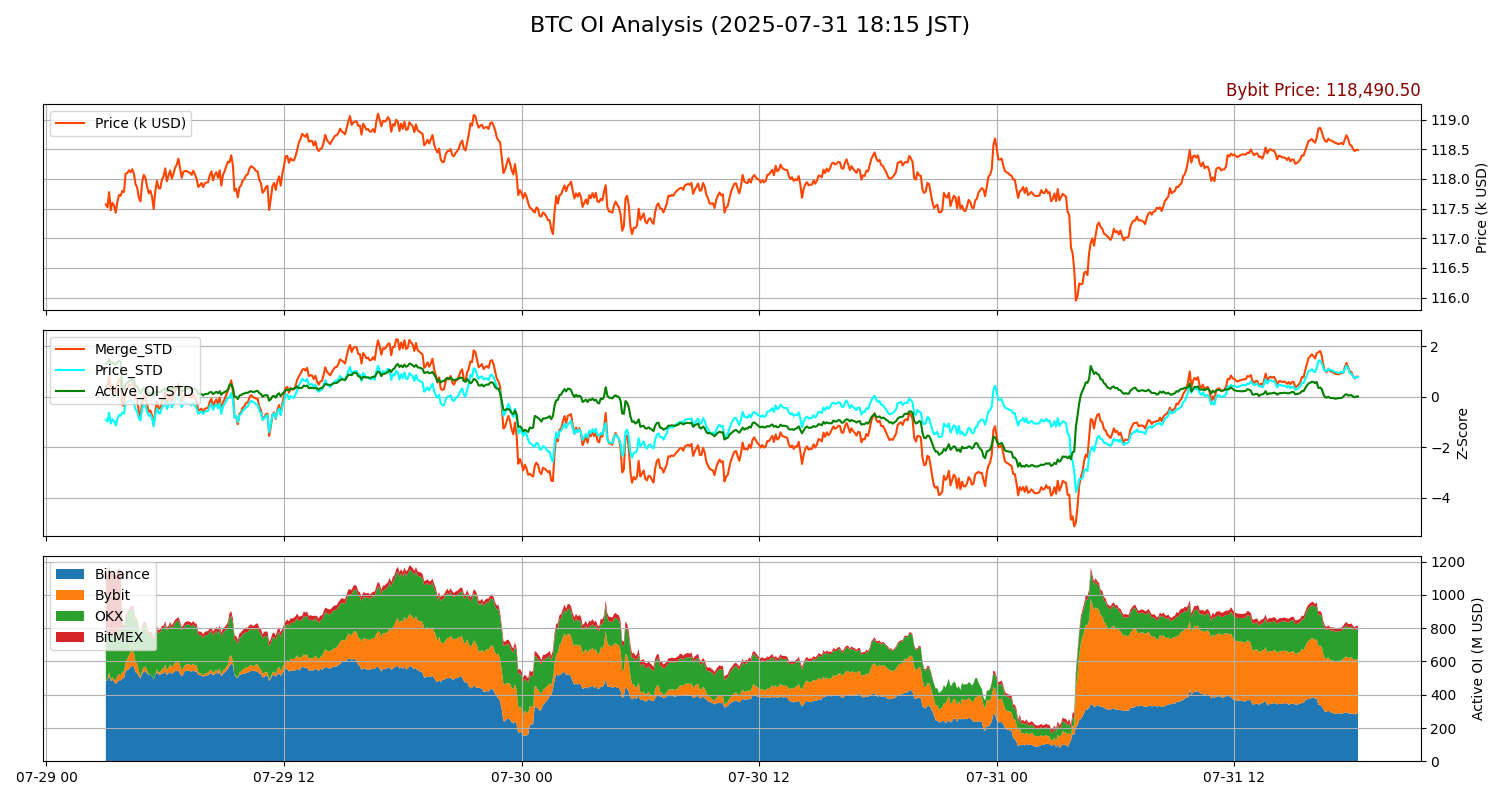 BTC OI Analysis (2025-07-31 18:15 JST)
Bybit Price: 118,490.50
Price (k USD)
119.0
118.5
118.0
117.5
117.0
116.5
116.0
Price (k USD)
Merge_STD
Price_STD
Active_OI_STD
2
0
−2
−4
Z-Score
Binance
Bybit
OKX
BitMEX
1200
1000
800
600
400
200
0
Active OI (M USD)
07-29 00
07-29 12
07-30 00
07-30 12
07-31 00
07-31 12